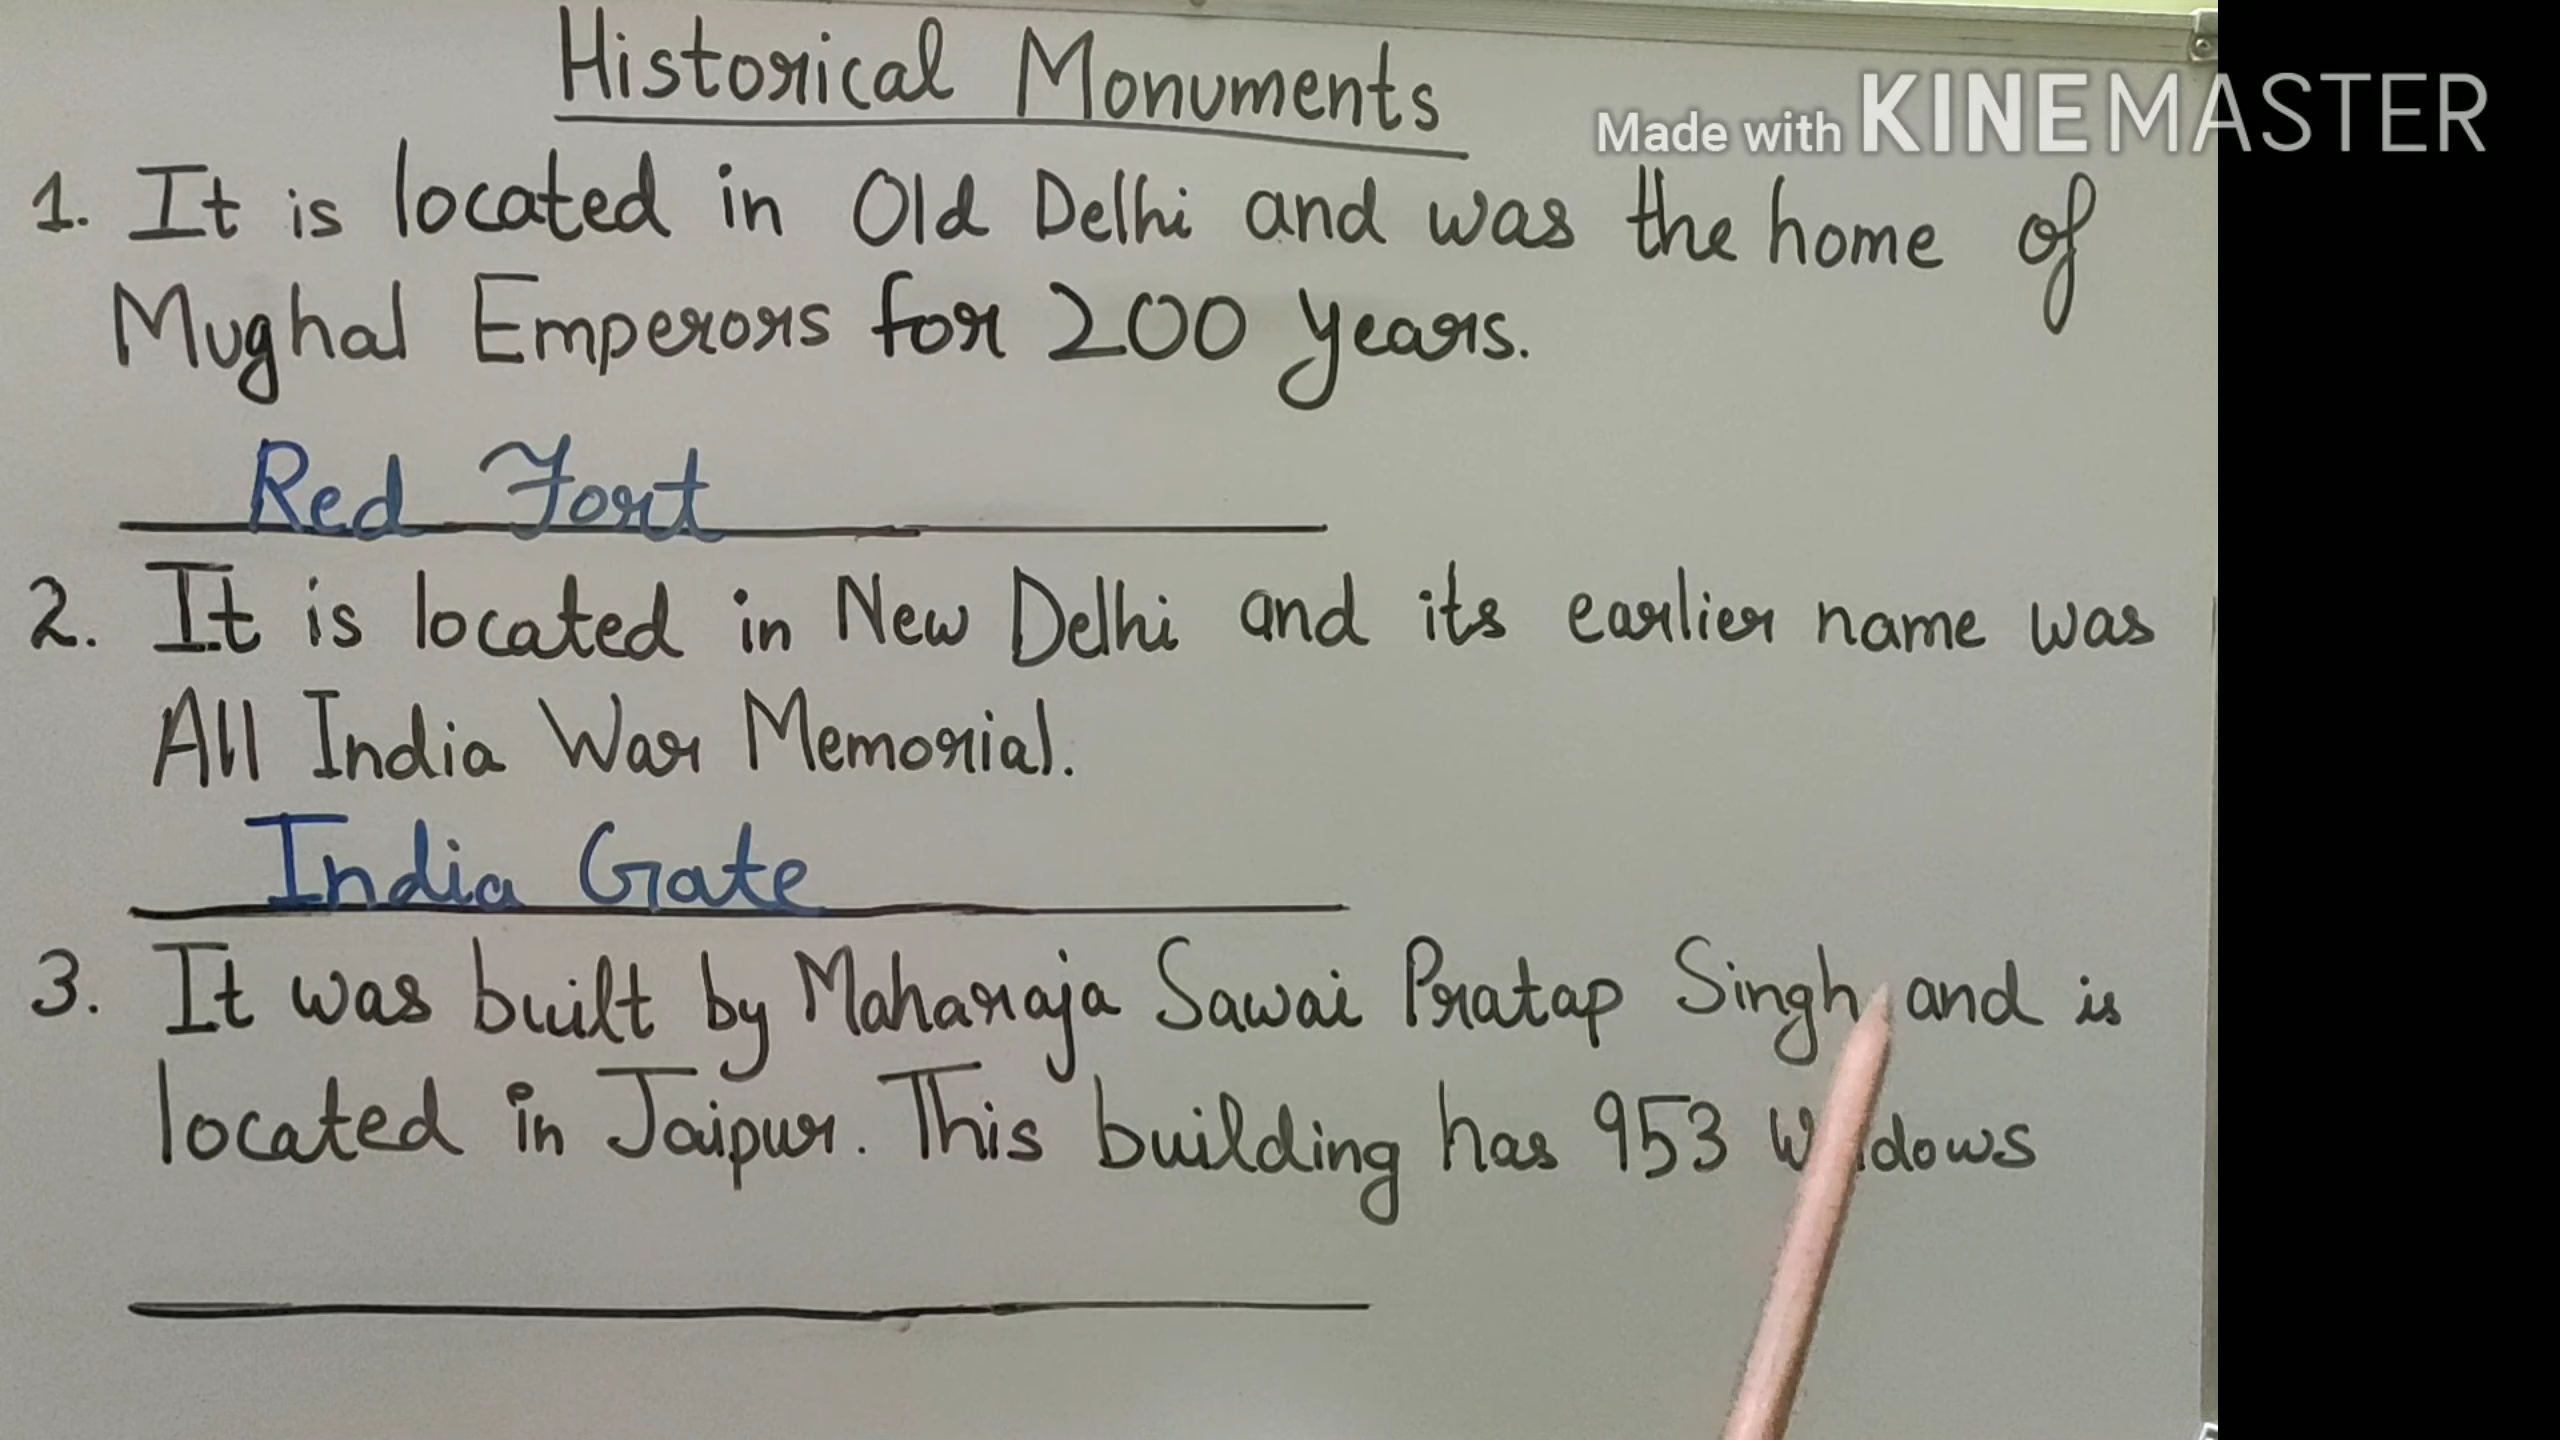 Historical Monuments
Made with KINEMASTER
1. It is located in Old Delhi and was the home of
Mughal Emperors for 200 years.
Red Fort
2. It is located in New Delhi and its earlier name was
All India War Memorial.
India Gate
3. It was built by Maharaja Sawai Pratap Singh and is
located in Jaipur. This building has 953 windows